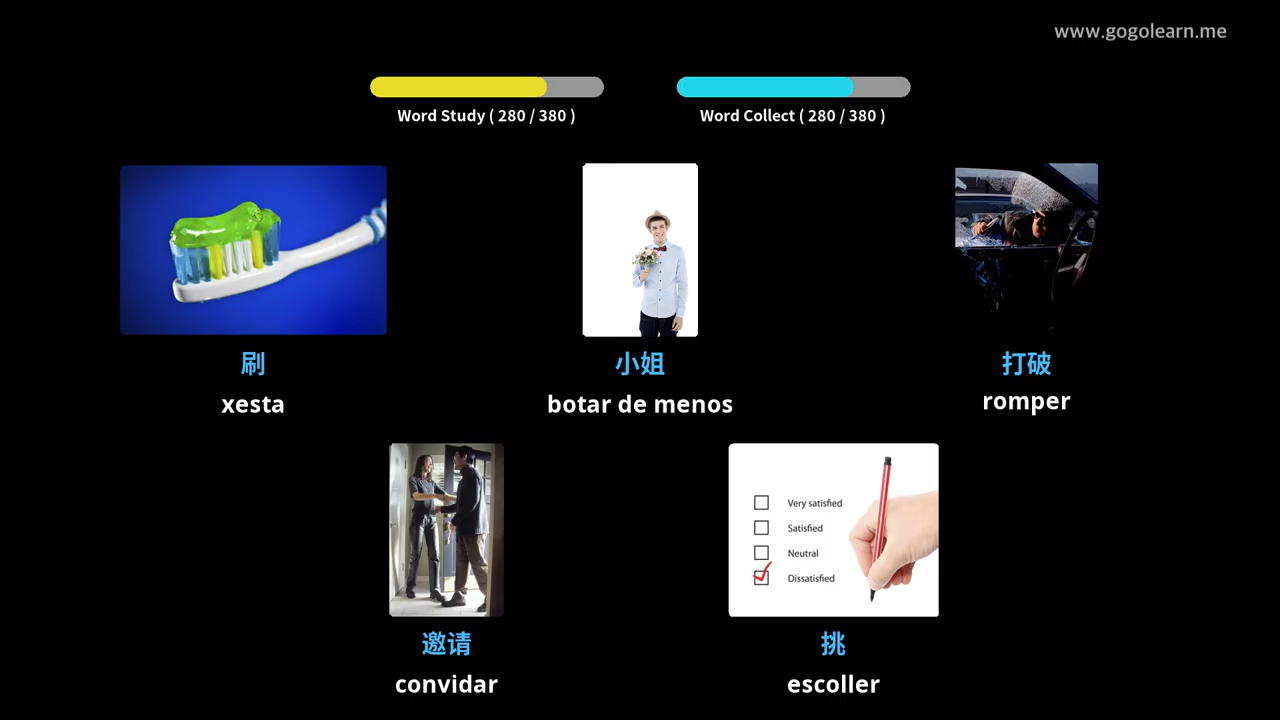 www.gogolearn.me
Word Study ( 280 / 380 )
Word Collect ( 280 / 380 )
刷
xesta
小姐
botar de menos
打破
romper
Very satisfied
Satisfied
Neutral
Dissatisfied
邀请
convidar
挑
escoller